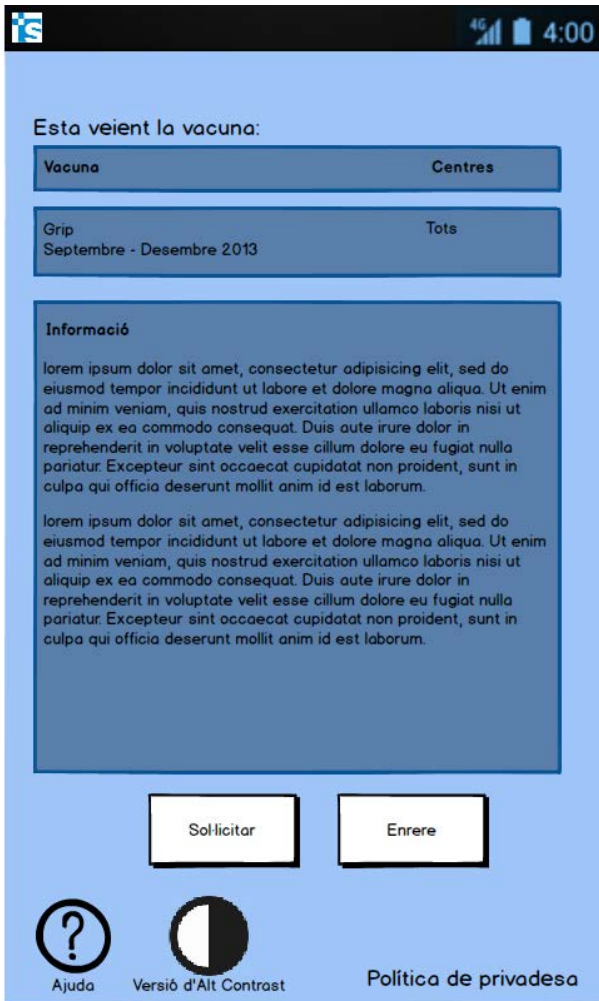 is 4G 4:00
Esta veient la vacuna:
Vacuna Centres
Grip Tots
Septembre - Desembre 2013
Informació
lorem ipsum dolor sit amet, consectetur adipisicing elit, sed do
eiusmod tempor incididunt ut labore et dolore magna aliqua. Ut enim
ad minim veniam, quis nostrud exercitation ullamco laboris nisi ut
aliquip ex ea commodo consequat. Duis aute irure dolor in
reprehenderit in voluptate velit esse cillum dolore eu fugiat nulla
pariatur. Excepteur sint occaecat cupidatat non proident, sunt in
culpa qui officia deserunt mollit anim id est laborum.
lorem ipsum dolor sit amet, consectetur adipisicing elit, sed do
eiusmod tempor incididunt ut labore et dolore magna aliqua. Ut enim
ad minim veniam, quis nostrud exercitation ullamco laboris nisi ut
aliquip ex ea commodo consequat. Duis aute irure dolor in
reprehenderit in voluptate velit esse cillum dolore eu fugiat nulla
pariatur. Excepteur sint occaecat cupidatat non proident, sunt in
culpa qui officia deserunt mollit anim id est laborum.
Sol·licitar Enrere
?
Ajuda Versió d'Alt Contrast Política de privadesa